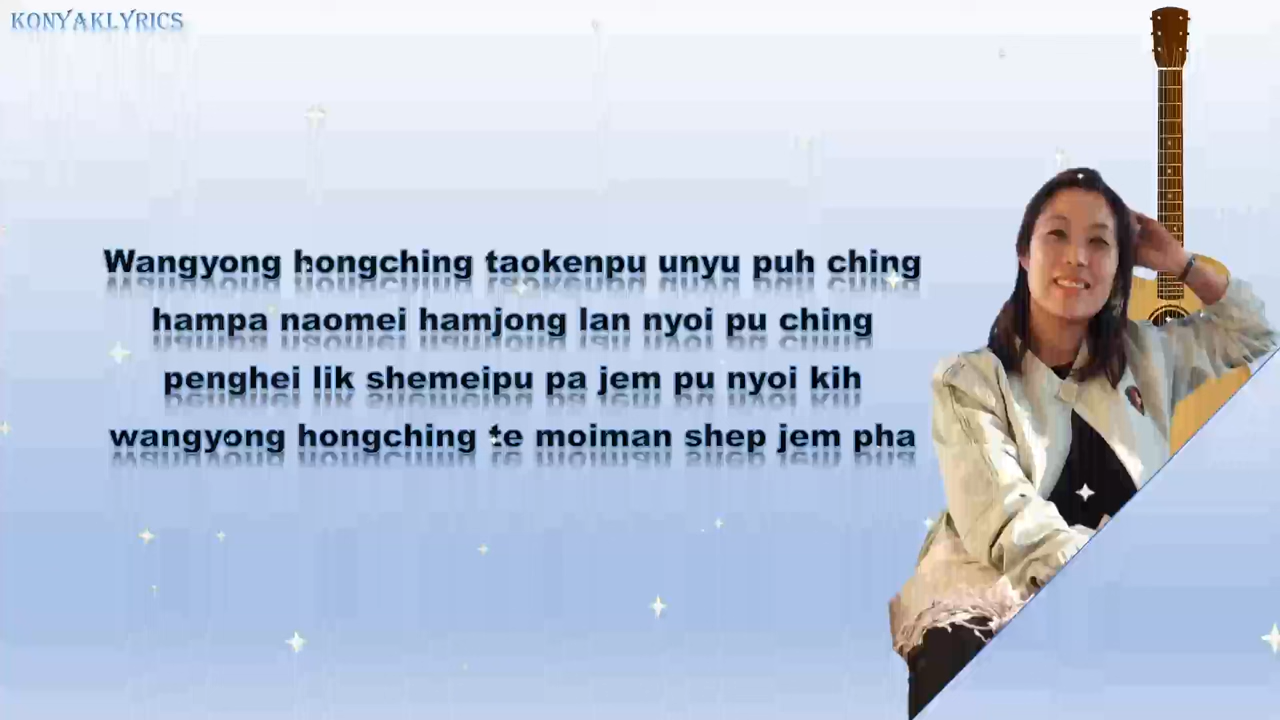 KONYAKLYRICS
Wangyong hongching taokenpu unyu puh ching
hampa naomei hamjong lan nyoi pu ching
penghei lik shemeipu pa jem pu nyoi kih
wangyong hongching te moiman shep jem pha